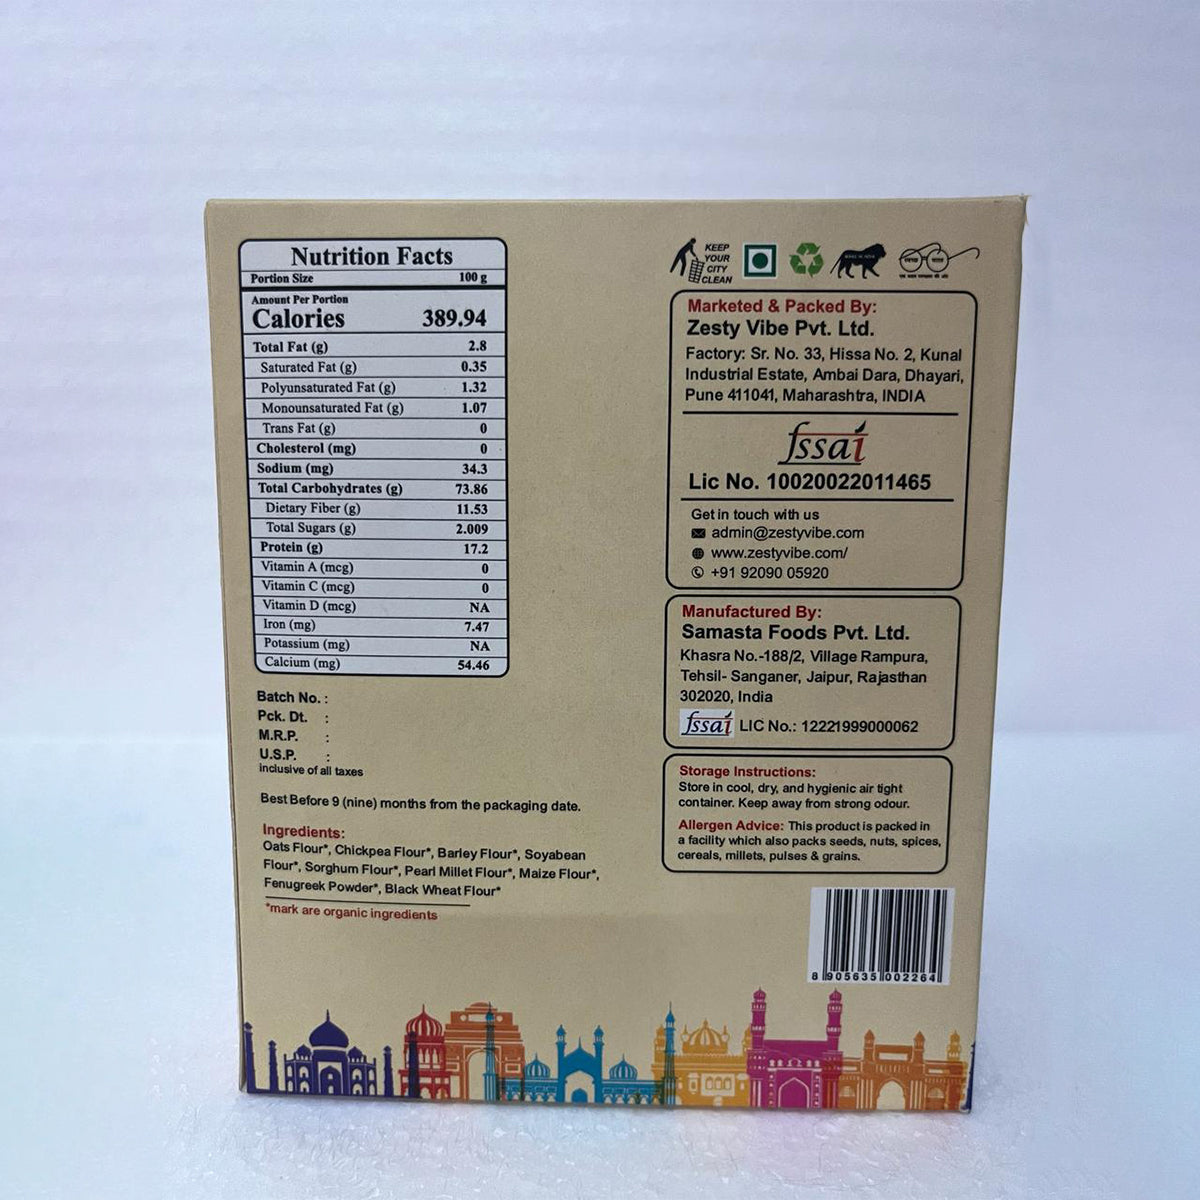 Nutrition Facts
Portion Size 100 g
Amount Per Portion
Calories 389.94
Total Fat (g) 2.8
Saturated Fat (g) 0.35
Polyunsaturated Fat (g) 1.32
Monounsaturated Fat (g) 1.07
Trans Fat (g) 0
Cholesterol (mg) 0
Sodium (mg) 34.3
Total Carbohydrates (g) 73.86
Dietary Fiber (g) 11.53
Total Sugars (g) 2.009
Protein (g) 17.2
Vitamin A (mcg) 0
Vitamin C (mcg) 0
Vitamin D (mcg) NA
Iron (mg) 7.47
Potassium (mg) NA
Calcium (mg) 54.46
Batch No. :
Pck. Dt. :
M.R.P. :
U.S.P. :
inclusive of all taxes
Best Before 9 (nine) months from the packaging date.
Ingredients:
Oats Flour*, Chickpea Flour*, Barley Flour*, Soyabean
Flour*, Sorghum Flour*, Pearl Millet Flour*, Maize Flour*,
Fenugreek Powder*, Black Wheat Flour*
*mark are organic ingredients
KEEP
YOUR
CITY
CLEAN
MAKE IN INDIA
Marketed & Packed By:
Zesty Vibe Pvt. Ltd.
Factory: Sr. No. 33, Hissa No. 2, Kunal
Industrial Estate, Ambai Dara, Dhayari,
Pune 411041, Maharashtra, INDIA
fssai
Lic No. 10020022011465
Get in touch with us
admin@zestyvibe.com
www.zestyvibe.com/
+91 92090 05920
Manufactured By:
Samasta Foods Pvt. Ltd.
Khasra No.-188/2, Village Rampura,
Tehsil- Sanganer, Jaipur, Rajasthan
302020, India
fssai LIC No.: 12221999000062
Storage Instructions:
Store in cool, dry, and hygienic air tight
container. Keep away from strong odour.
Allergen Advice: This product is packed in
a facility which also packs seeds, nuts, spices,
cereals, millets, pulses & grains.
8 905635 002264